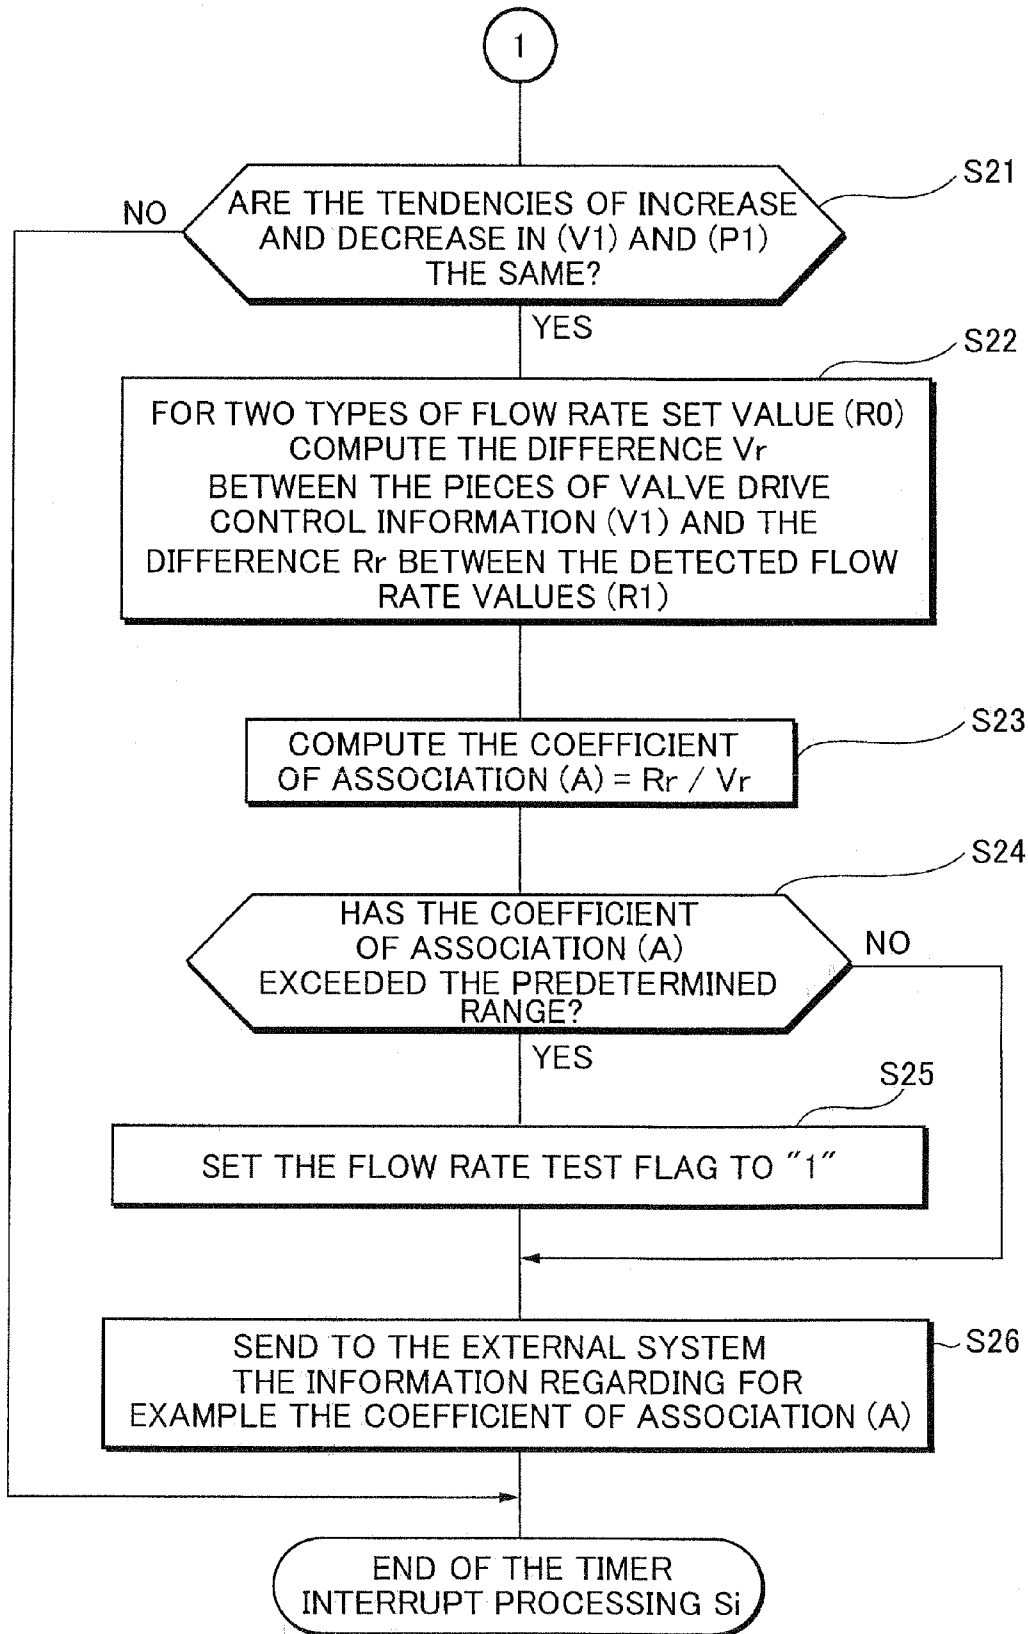 1
S21
NO
ARE THE TENDENCIES OF INCREASE
AND DECREASE IN (V1) AND (P1)
THE SAME?
YES
S22
FOR TWO TYPES OF FLOW RATE SET VALUE (R0)
COMPUTE THE DIFFERENCE Vr
BETWEEN THE PIECES OF VALVE DRIVE
CONTROL INFORMATION (V1) AND THE
DIFFERENCE Rr BETWEEN THE DETECTED FLOW
RATE VALUES (R1)
S23
COMPUTE THE COEFFICIENT
OF ASSOCIATION (A) = Rr / Vr
S24
HAS THE COEFFICIENT
OF ASSOCIATION (A)
EXCEEDED THE PREDETERMINED
RANGE?
NO
YES
S25
SET THE FLOW RATE TEST FLAG TO "1"
S26
SEND TO THE EXTERNAL SYSTEM
THE INFORMATION REGARDING FOR
EXAMPLE THE COEFFICIENT OF ASSOCIATION (A)
END OF THE TIMER
INTERRUPT PROCESSING Si